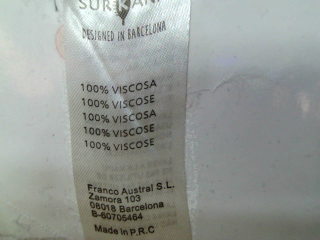 SURKANA
DESIGNED IN BARCELONA
100% VISCOSA
100% VISCOSE
100% VISCOSA
100% VISCOSE
100% VISCOSE
Franco Austral S.L.
Zamora 103
08018 Barcelona
B-60705464
Made in P.R.C